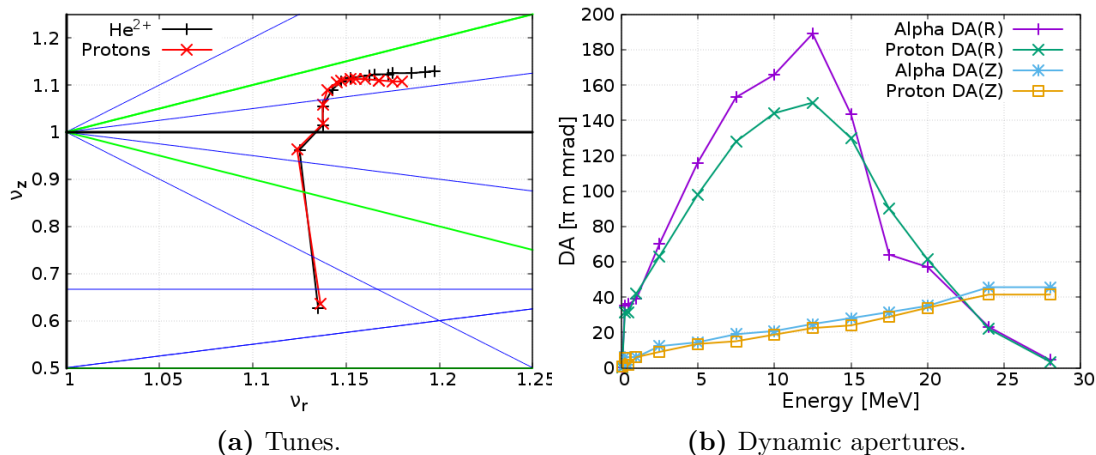 He²⁺
Protons
1.2
1.1
1
0.9
0.8
0.7
0.6
0.5
νz
1
1.05
1.1
1.15
1.2
1.25
νr
(a) Tunes.
Alpha DA(R)
Proton DA(R)
Alpha DA(Z)
Proton DA(Z)
200
180
160
140
120
100
80
60
40
20
0
DA [π m mrad]
0
5
10
15
20
25
30
Energy [MeV]
(b) Dynamic apertures.